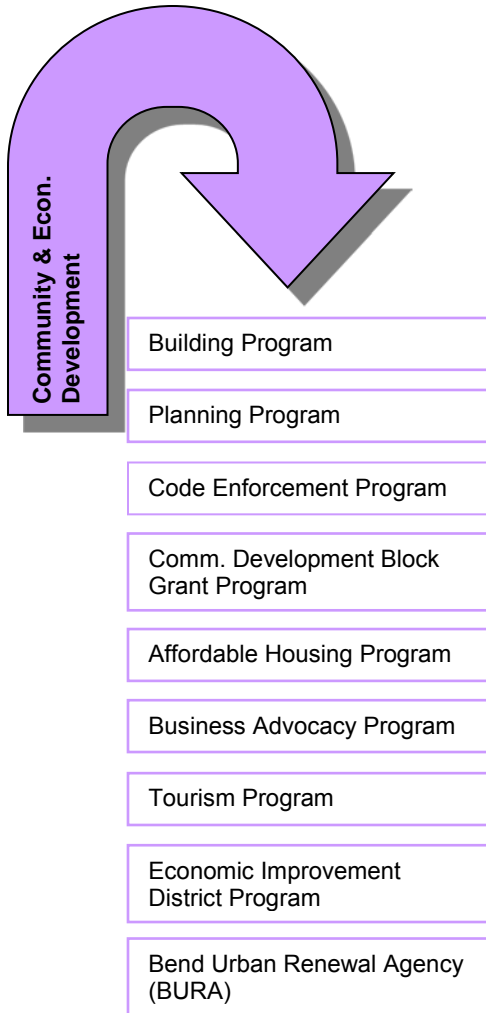 Community & Econ.
Development
Building Program
Planning Program
Code Enforcement Program
Comm. Development Block
Grant Program
Affordable Housing Program
Business Advocacy Program
Tourism Program
Economic Improvement
District Program
Bend Urban Renewal Agency
(BURA)